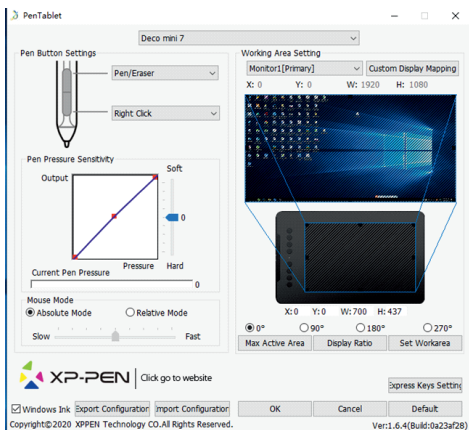 PenTablet
Deco mini 7
Pen Button Settings
Pen/Eraser
Right Click
Pen Pressure Sensitivity
Output
Soft
0
Pressure
Hard
Current Pen Pressure
0
Mouse Mode
Absolute Mode
Relative Mode
Slow
Fast
Working Area Setting
Monitor1[Primary]
Custom Display Mapping
X: 0 Y: 0 W: 1920 H: 1080
X: 0 Y: 0 W: 700 H: 437
0° 90° 180° 270°
Max Active Area
Display Ratio
Set Workarea
XP-PEN Click go to website
Express Keys Setting
Windows Ink
Export Configuration
Import Configuration
OK
Cancel
Default
Copyright©2020 XPPEN Technology CO.All Rights Reserved.
Ver:1.6.4(Build:0a23af28)